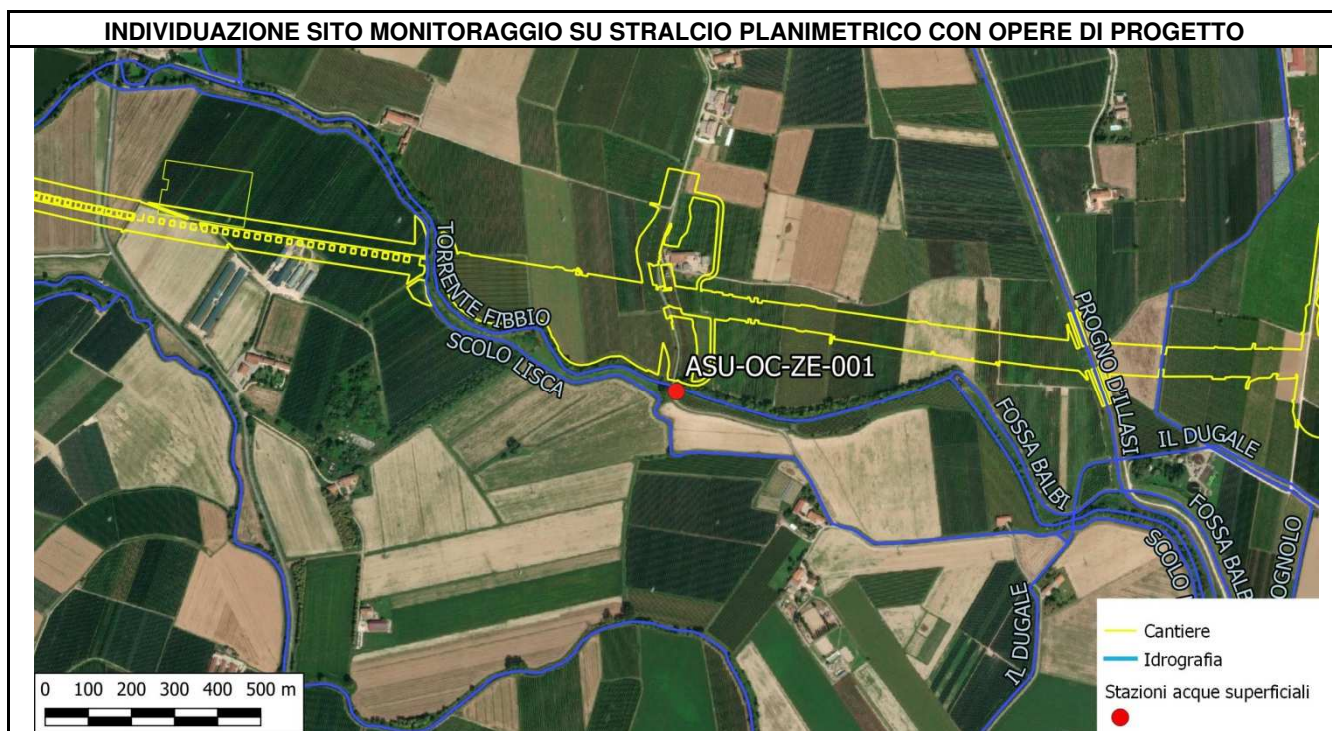 INDIVIDUAZIONE SITO MONITORAGGIO SU STRALCIO PLANIMETRICO CON OPERE DI PROGETTO
TORRENTE FIBBIO
SCOLO LISCA
ASU-OC-ZE-001
PROGNO D'ILLASI
FOSSA BALBI
IL DUGALE
FOSSA BALB
SCOLO L
OGNOLO
IL DUGALE
Cantiere
Idrografia
Stazioni acque superficiali
0 100 200 300 400 500 m